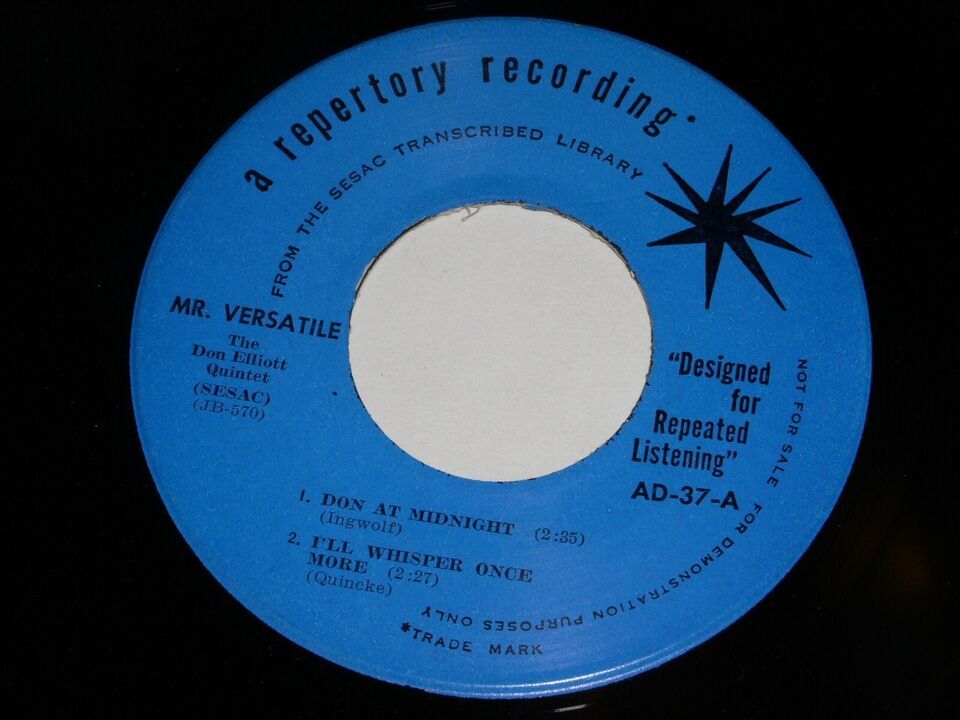 a repertory recording*
FROM THE SESAC TRANSCRIBED LIBRARY
MR. VERSATILE
The
Don Elliott
Quintet
(SESAC)
(JB-570)
"Designed
for
Repeated
Listening"
AD-37-A
NOT FOR SALE FOR DEMONSTRATION PURPOSES ONLY
1. DON AT MIDNIGHT (2:35)
(Ingwolf)
2. I'LL WHISPER ONCE
MORE (2:27)
(Quincke)
*TRADE MARK